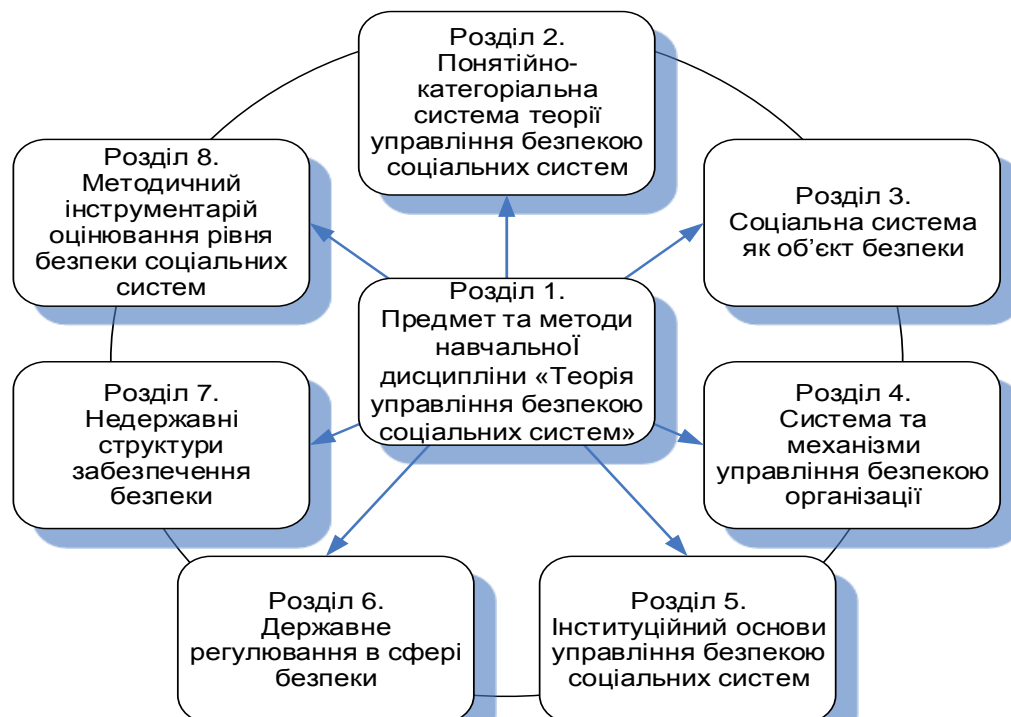 Розділ 2.
Понятійно-
категоріальна
система теорії
управління безпекою
соціальних систем
Розділ 8.
Методичний
інструментарій
оцінювання рівня
безпеки соціальних
систем
Розділ 3.
Соціальна система
як об’єкт безпеки
Розділ 1.
Предмет та методи
навчальноЇ
дисципліни «Теорія
управління безпекою
соціальних систем»
Розділ 7.
Недержавні
структури
забезпечення
безпеки
Розділ 4.
Система та
механізми
управління безпекою
організації
Розділ 6.
Державне
регулювання в сфері
безпеки
Розділ 5.
Інституційний основи
управління безпекою
соціальних систем